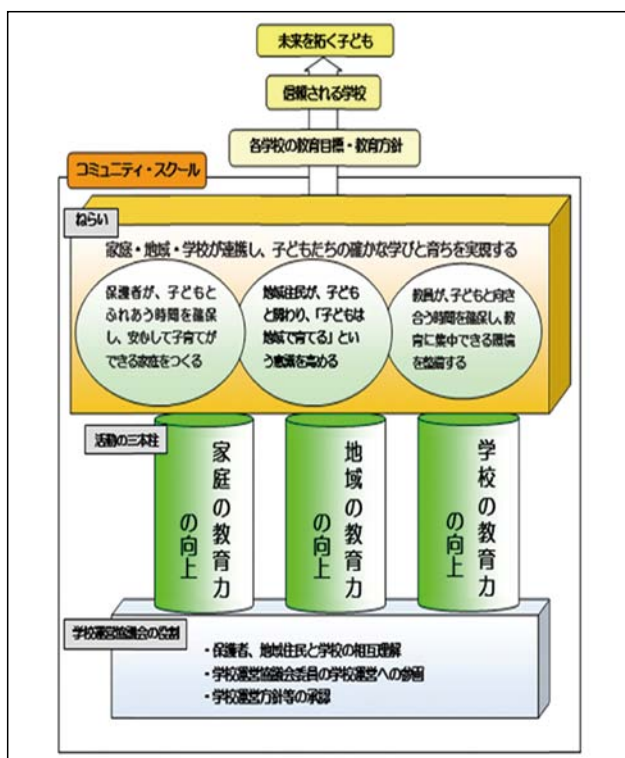 未来を拓く子ども
信頼される学校
各学校の教育目標・教育方針
コミュニティ・スクール
ねらい
家庭・地域・学校が連携し、子どもたちの確かな学びと育ちを実現する
保護者が、子どもと
ふれあう時間を確保
し、安心して子育てが
できる家庭をつくる
地域住民が、子ども
と関わり、「子どもは
地域で育てる」とい
う意識を高める
教員が、子どもと向き
合う時間を確保し、教
育に集中できる環境
を整備する
活動の三本柱
家庭の教育力
の向上
地域の教育力
の向上
学校の教育力
の向上
学校運営協議会の役割
・保護者、地域住民と学校の相互理解
・学校運営協議会委員の学校運営への参画
・学校運営方針等の承認